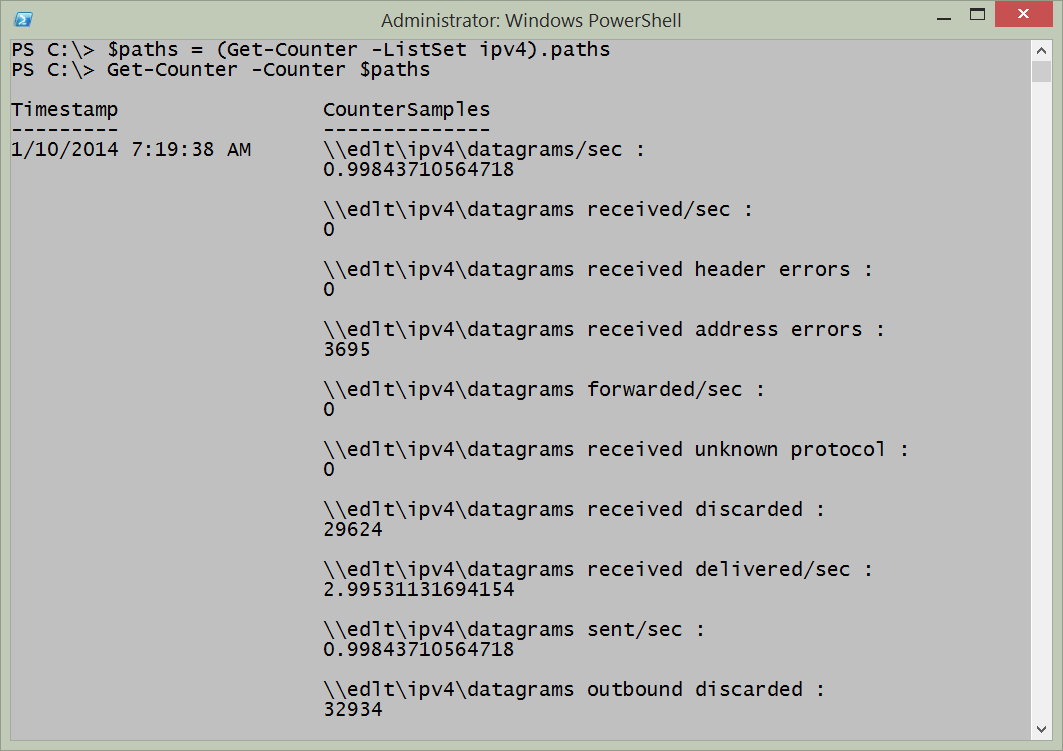 Administrator: Windows PowerShell
PS C:\> $paths = (Get-Counter -ListSet ipv4).paths
PS C:\> Get-Counter -Counter $paths
Timestamp CounterSamples
--------- --------------
1/10/2014 7:19:38 AM \\edlt\ipv4\datagrams/sec :
0.99843710564718
\\edlt\ipv4\datagrams received/sec :
0
\\edlt\ipv4\datagrams received header errors :
0
\\edlt\ipv4\datagrams received address errors :
3695
\\edlt\ipv4\datagrams forwarded/sec :
0
\\edlt\ipv4\datagrams received unknown protocol :
0
\\edlt\ipv4\datagrams received discarded :
29624
\\edlt\ipv4\datagrams received delivered/sec :
2.99531131694154
\\edlt\ipv4\datagrams sent/sec :
0.99843710564718
\\edlt\ipv4\datagrams outbound discarded :
32934